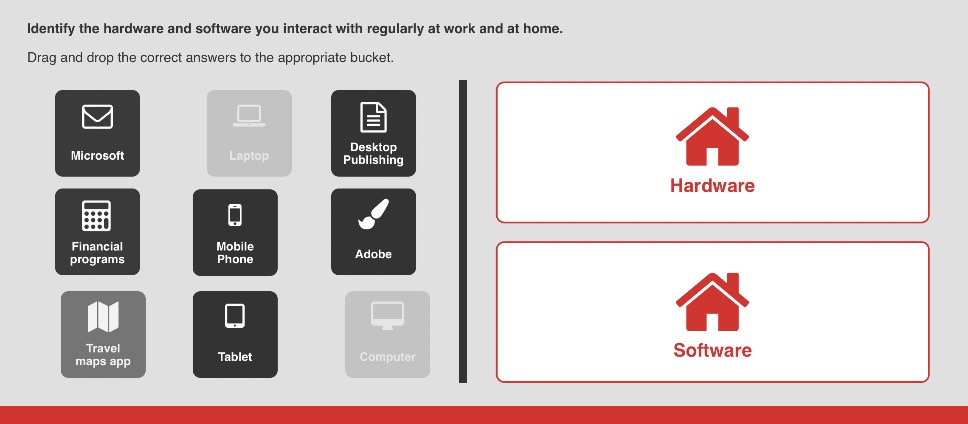 Identify the hardware and software you interact with regularly at work and at home.
Drag and drop the correct answers to the appropriate bucket.
Microsoft
Laptop
Desktop
Publishing
Hardware
Financial
programs
Mobile
Phone
Adobe
Travel
maps app
Tablet
Computer
Software